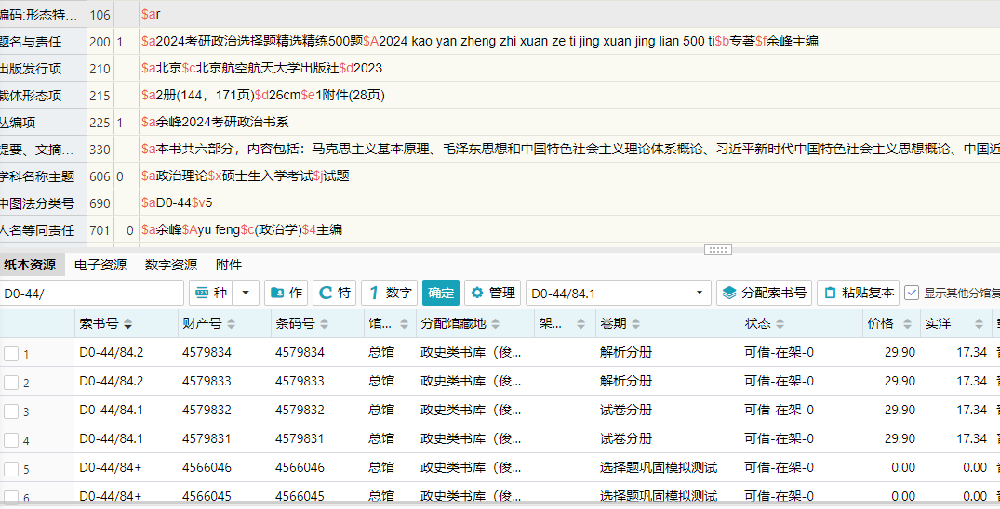 编码:形态特... 106 $ar
题名与责任... 200 1 $a2024考研政治选择题精选精练500题$A2024 kao yan zheng zhi xuan ze ti jing xuan jing lian 500 ti$b专著$f余峰主编
出版发行项 210 $a北京$c北京航空航天大学出版社$d2023
载体形态项 215 $a2册(144，171页)$d26cm$e1附件(28页)
丛编项 225 1 $a余峰2024考研政治书系
提要、文摘... 330 $a本书共六部分，内容包括：马克思主义基本原理、毛泽东思想和中国特色社会主义理论体系概论、习近平新时代中国特色社会主义思想概论、中国近
学科名称主题 606 0 $a政治理论$x硕士生入学考试$j试题
中图法分类号 690 $aD0-44$v5
人名等同责任 701 0 $a余峰$Ayu feng$c(政治学)$4主编
纸本资源 电子资源 数字资源 附件
D0-44/ 种 作 特 数字 确定 管理 D0-44/84.1 分配索书号 粘贴复本 显示其他分馆复
索书号 财产号 条码号 馆... 分配馆藏地 架... 卷期 状态 价格 实洋
1 D0-44/84.2 4579834 4579834 总馆 政史类书库（俊... 解析分册 可借-在架-0 29.90 17.34
2 D0-44/84.2 4579833 4579833 总馆 政史类书库（俊... 解析分册 可借-在架-0 29.90 17.34
3 D0-44/84.1 4579832 4579832 总馆 政史类书库（俊... 试卷分册 可借-在架-0 29.90 17.34
4 D0-44/84.1 4579831 4579831 总馆 政史类书库（俊... 试卷分册 可借-在架-0 29.90 17.34
5 D0-44/84+ 4566046 4566046 总馆 政史类书库（俊... 选择题巩固模拟测试 可借-在架-0 0.00 0.00
6 D0-44/84+ 4566045 4566045 总馆 政史类书库（俊... 选择题巩固模拟测试 可借-在架-0 0.00 0.00